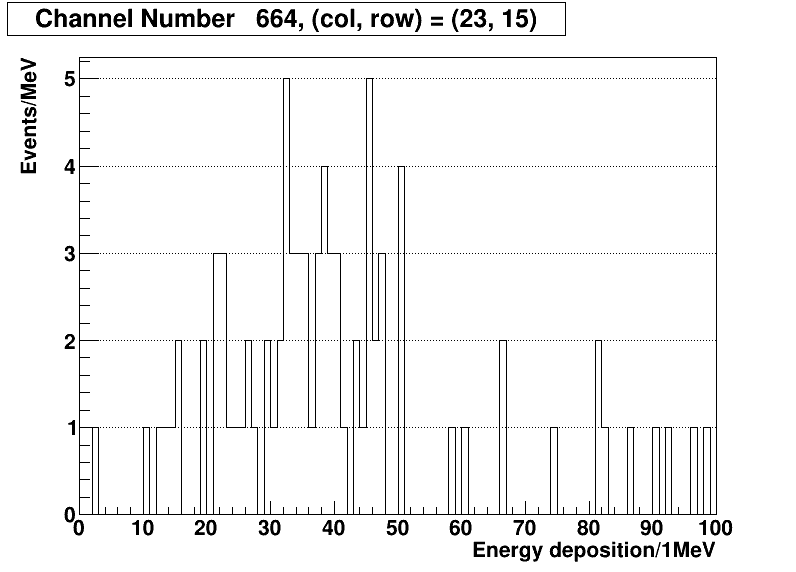 Channel Number 664, (col, row) = (23, 15)
Events/MeV
5
4
3
2
1
0
0 10 20 30 40 50 60 70 80 90 100
Energy deposition/1MeV